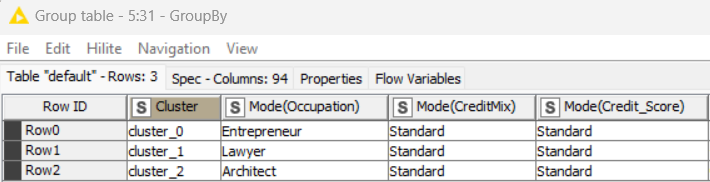 Group table - 5:31 - GroupBy
File Edit Hilite Navigation View
Table "default" - Rows: 3 Spec - Columns: 94 Properties Flow Variables
Row ID S Cluster S Mode(Occupation) S Mode(CreditMix) S Mode(Credit_Score)
Row0 cluster_0 Entrepreneur Standard Standard
Row1 cluster_1 Lawyer Standard Standard
Row2 cluster_2 Architect Standard Standard